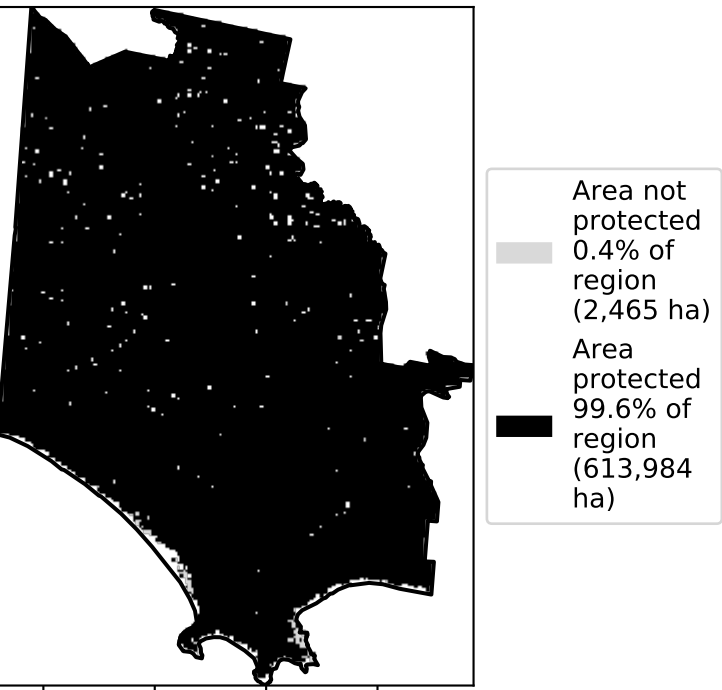 Area not
protected
0.4% of
region
(2,465 ha)
Area
protected
99.6% of
region
(613,984
ha)